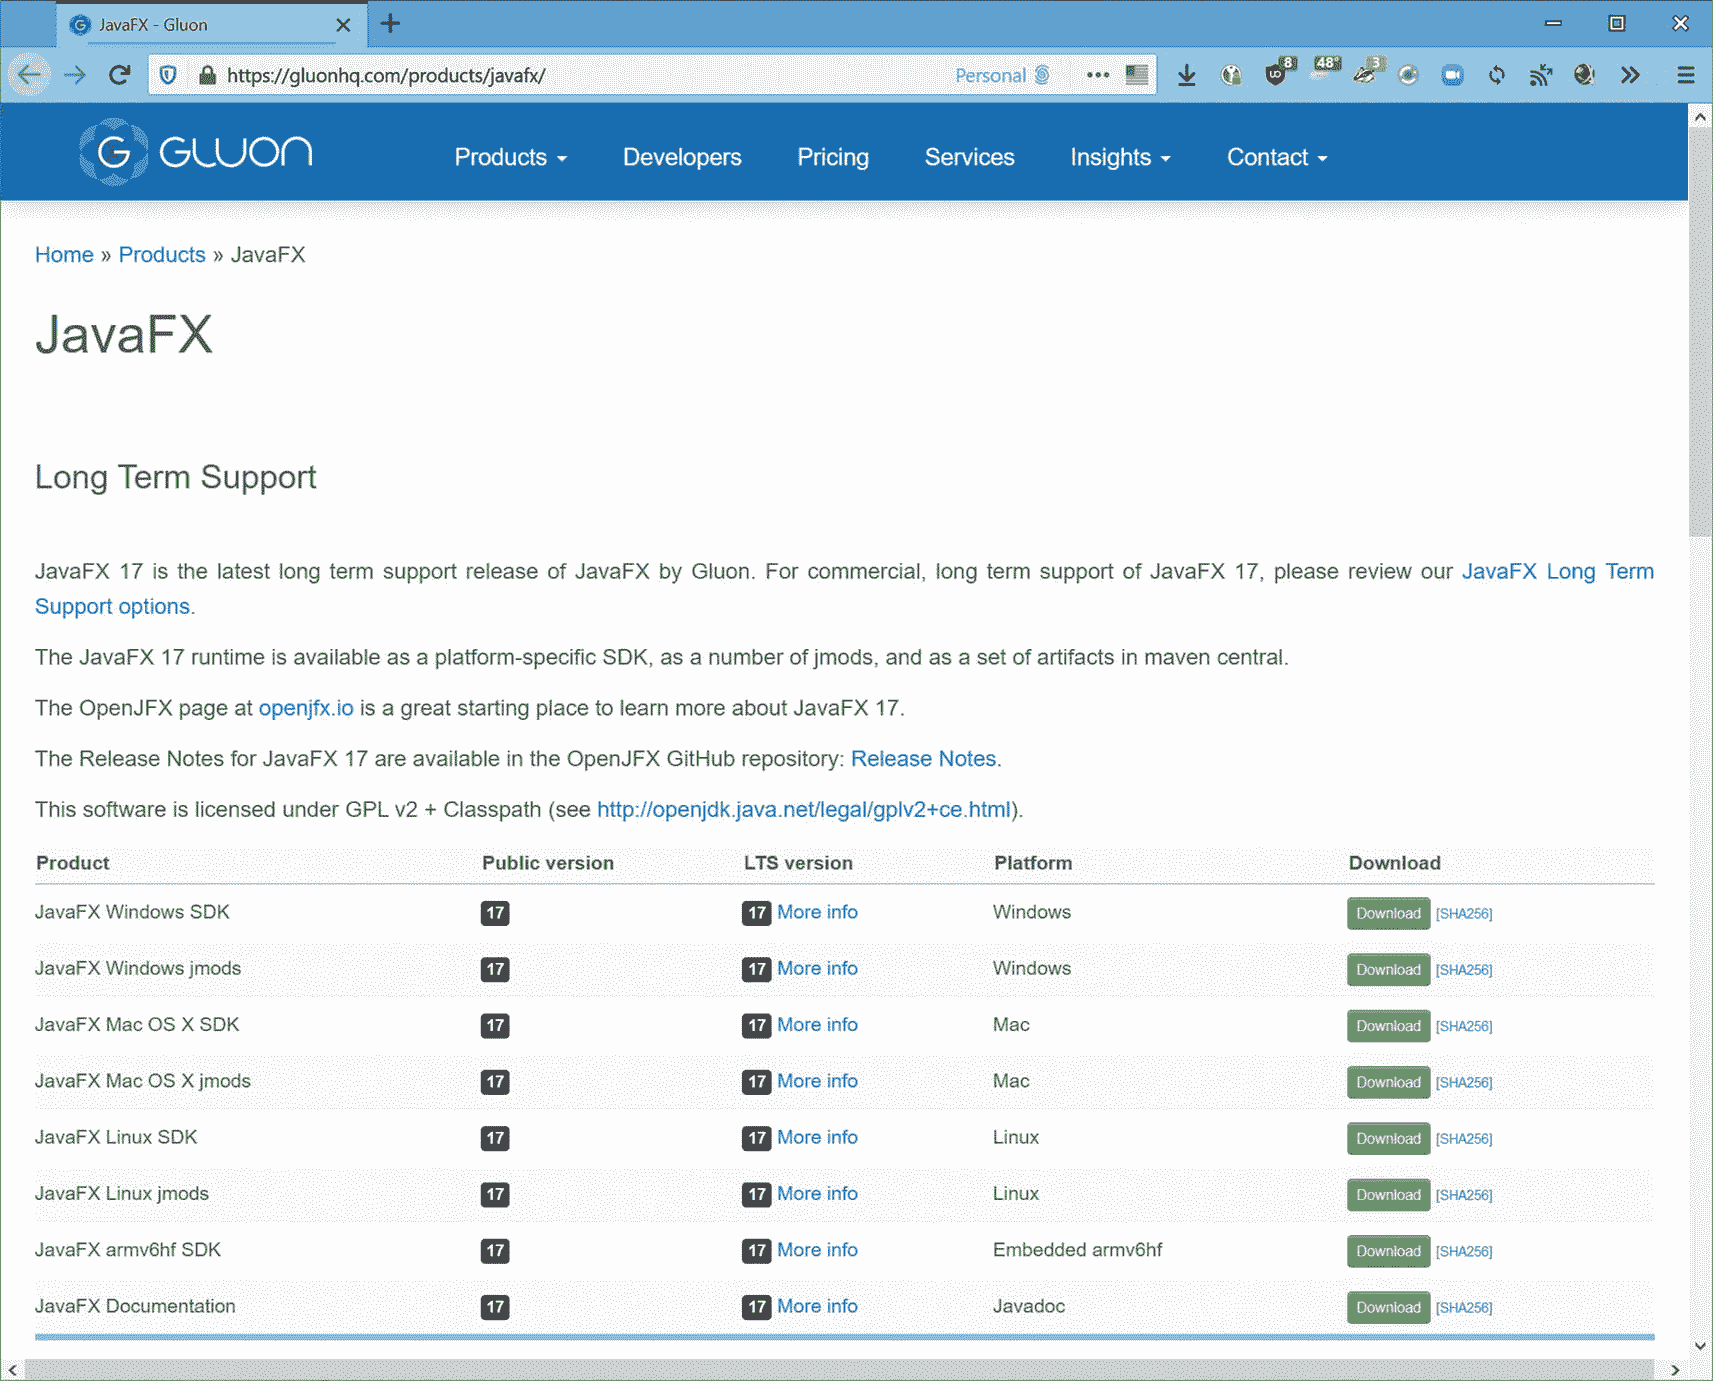 JavaFX - Gluon
https://gluonhq.com/products/javafx/ Personal
8 48° 3
GLUON Products Developers Pricing Services Insights Contact
Home » Products » JavaFX
JavaFX
Long Term Support
JavaFX 17 is the latest long term support release of JavaFX by Gluon. For commercial, long term support of JavaFX 17, please review our JavaFX Long Term
Support options.
The JavaFX 17 runtime is available as a platform-specific SDK, as a number of jmods, and as a set of artifacts in maven central.
The OpenJFX page at openjfx.io is a great starting place to learn more about JavaFX 17.
The Release Notes for JavaFX 17 are available in the OpenJFX GitHub repository: Release Notes.
This software is licensed under GPL v2 + Classpath (see http://openjdk.java.net/legal/gplv2+ce.html).
Product Public version LTS version Platform Download
JavaFX Windows SDK 17 17 More info Windows Download [SHA256]
JavaFX Windows jmods 17 17 More info Windows Download [SHA256]
JavaFX Mac OS X SDK 17 17 More info Mac Download [SHA256]
JavaFX Mac OS X jmods 17 17 More info Mac Download [SHA256]
JavaFX Linux SDK 17 17 More info Linux Download [SHA256]
JavaFX Linux jmods 17 17 More info Linux Download [SHA256]
JavaFX armv6hf SDK 17 17 More info Embedded armv6hf Download [SHA256]
JavaFX Documentation 17 17 More info Javadoc Download [SHA256]